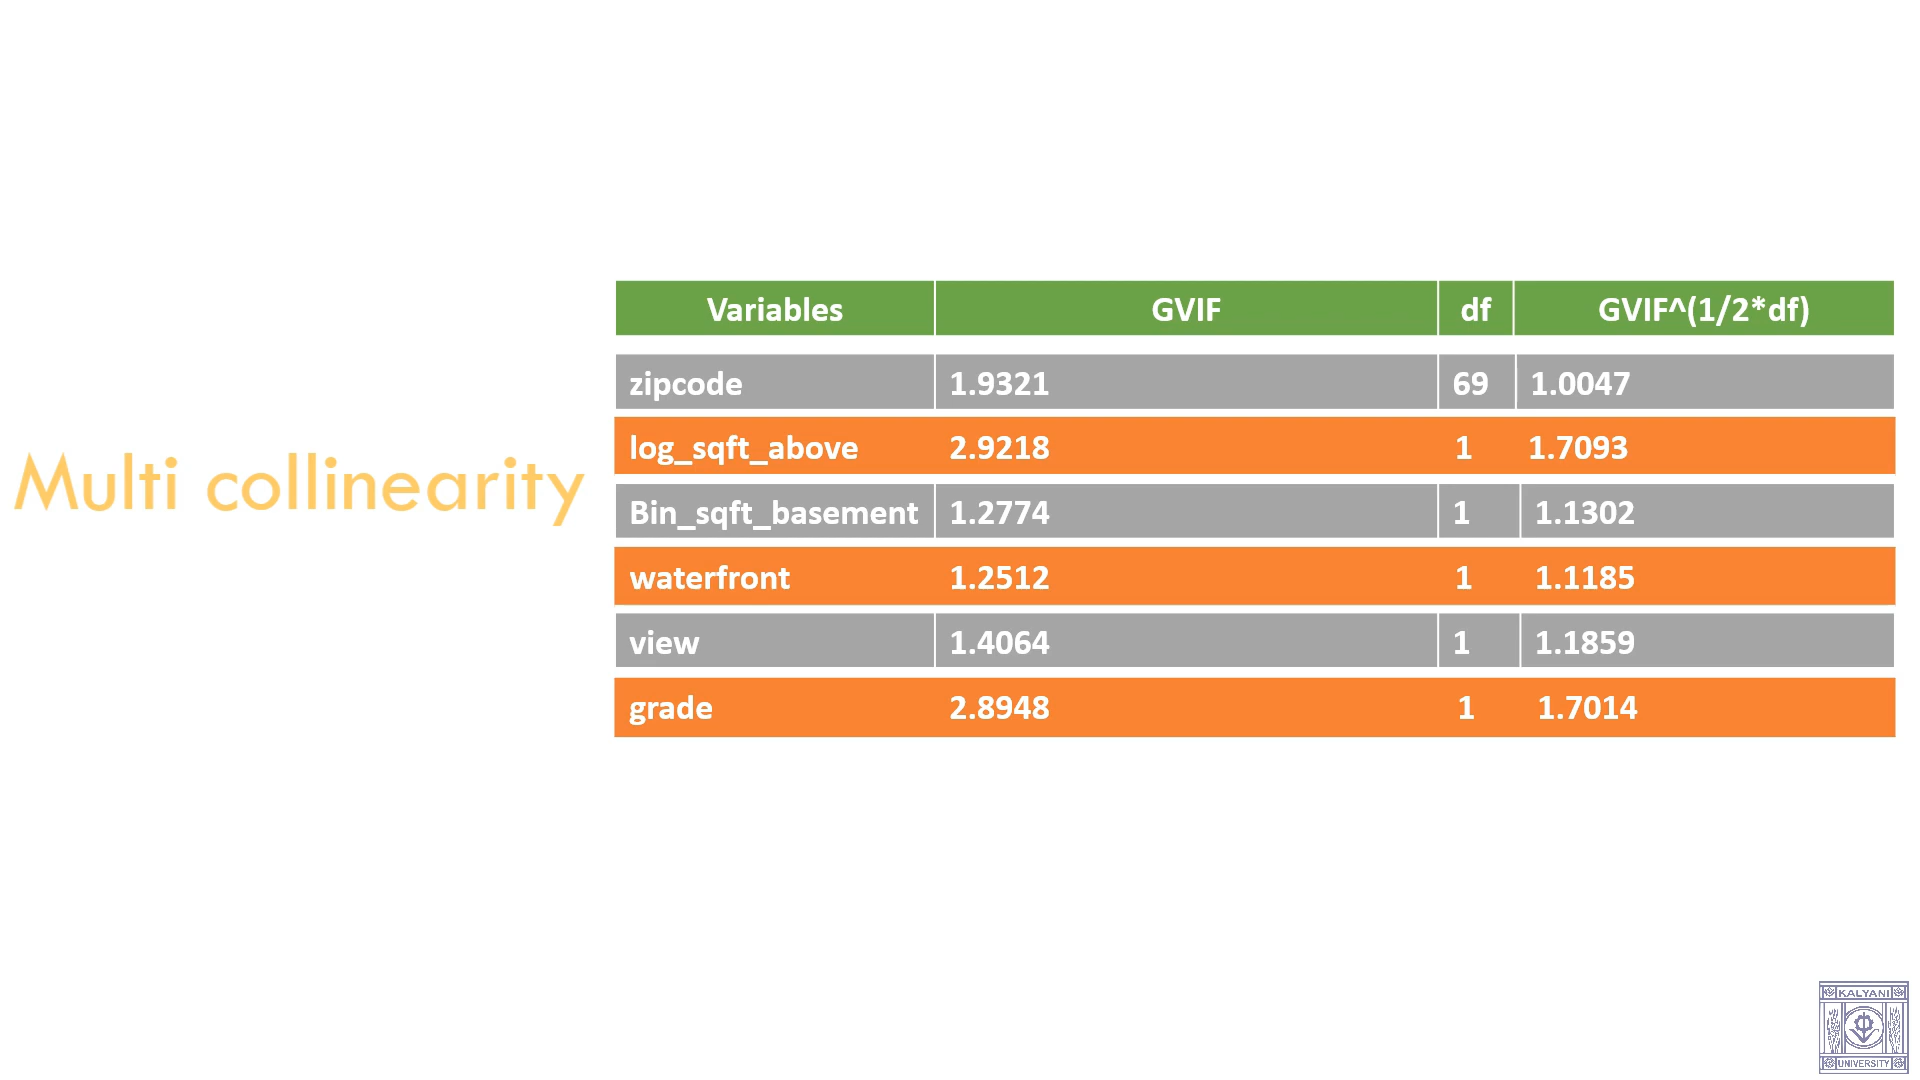 Multi collinearity
Variables GVIF df GVIF^(1/2*df)
zipcode 1.9321 69 1.0047
log_sqft_above 2.9218 1 1.7093
Bin_sqft_basement 1.2774 1 1.1302
waterfront 1.2512 1 1.1185
view 1.4064 1 1.1859
grade 2.8948 1 1.7014
KALYANI
UNIVERSITY